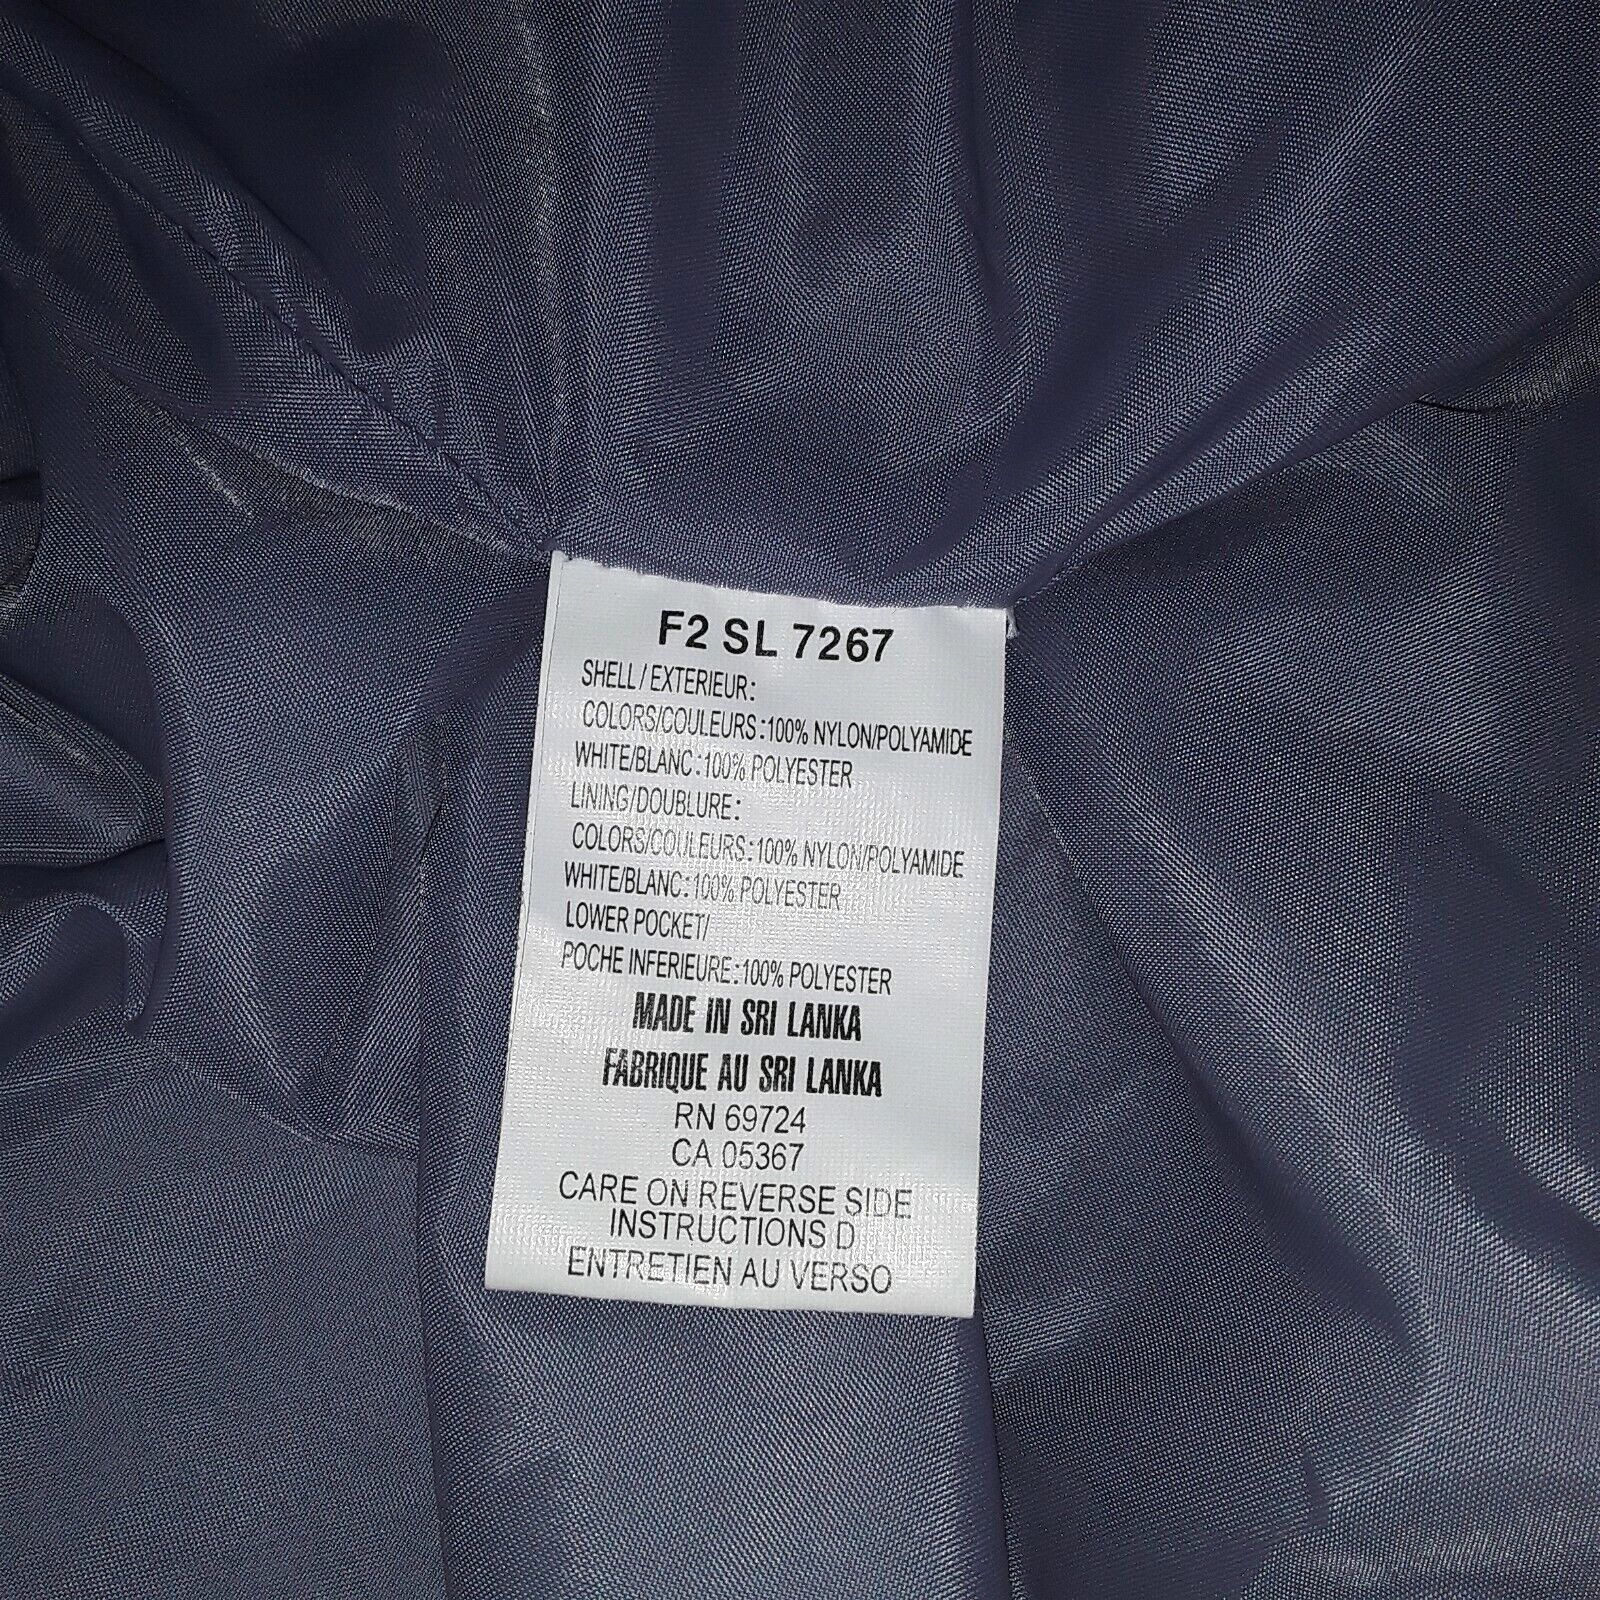 F2 SL 7267
SHELL/EXTERIEUR:
COLORS/COULEURS:100% NYLON/POLYAMIDE
WHITE/BLANC:100% POLYESTER
LINING/DOUBLURE:
COLORS/COULEURS:100% NYLON/POLYAMIDE
WHITE/BLANC:100% POLYESTER
LOWER POCKET/
POCHE INFERIEURE:100% POLYESTER
MADE IN SRI LANKA
FABRIQUE AU SRI LANKA
RN 69724
CA 05367
CARE ON REVERSE SIDE
INSTRUCTIONS D
ENTRETIEN AU VERSO